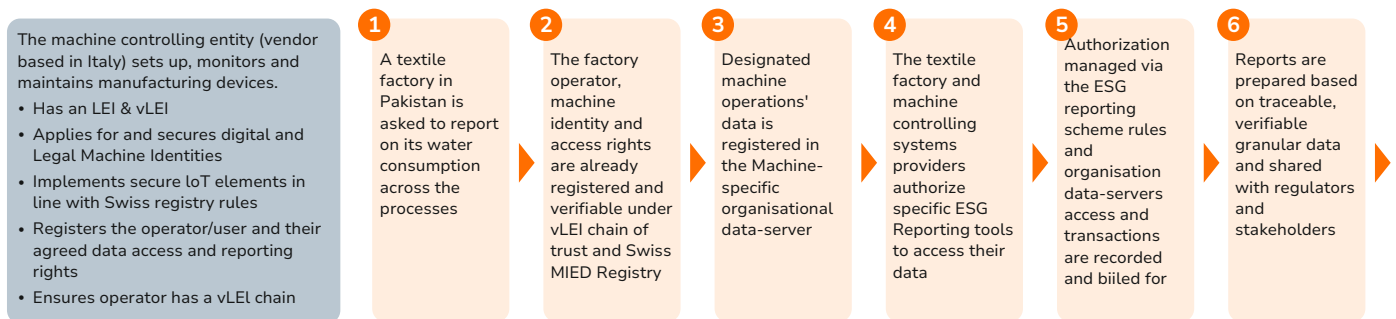 The machine controlling entity (vendor
based in Italy) sets up, monitors and
maintains manufacturing devices.
• Has an LEI & vLEI
• Applies for and secures digital and
Legal Machine Identities
• Implements secure IoT elements in
line with Swiss registry rules
• Registers the operator/user and their
agreed data access and reporting
rights
• Ensures operator has a vLEI chain
1
A textile
factory in
Pakistan is
asked to report
on its water
consumption
across the
processes
2
The factory
operator,
machine
identity and
access rights
are already
registered and
verifiable under
vLEI chain of
trust and Swiss
MIED Registry
3
Designated
machine
operations'
data is
registered in
the Machine-
specific
organisational
data-server
4
The textile
factory and
machine
controlling
systems
providers
authorize
specific ESG
Reporting tools
to access their
data
5
Authorization
managed via
the ESG
reporting
scheme rules
and
organisation
data-servers
access and
transactions
are recorded
and biiled for
6
Reports are
prepared based
on traceable,
verifiable
granular data
and shared
with regulators
and
stakeholders